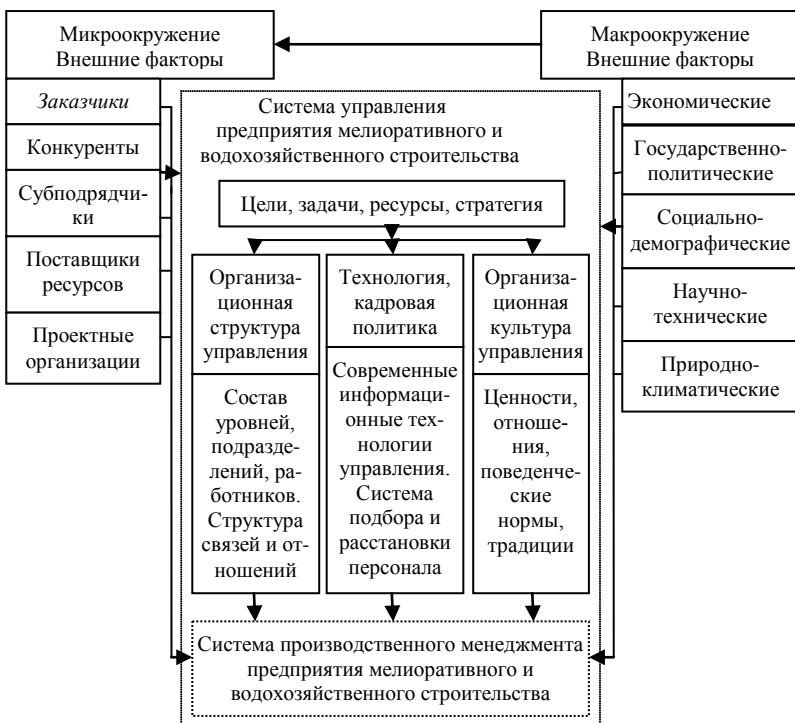 Микроокружение
Внешние факторы
Макроокружение
Внешние факторы
Заказчики
Конкуренты
Субподрядчи-
ки
Поставщики
ресурсов
Проектные
организации
Система управления
предприятия мелиоративного и
водохозяйственного строительства
Цели, задачи, ресурсы, стратегия
Организа-
ционная
структура
управления
Технология,
кадровая
политика
Организа-
ционная
культура
управления
Состав
уровней,
подразде-
лений, ра-
ботников.
Структура
связей и от-
ношений
Современные
информаци-
онные тех-
нологии
управления.
Система
подбора и
расстановки
персонала
Ценности,
отноше-
ния,
поведенче-
ские
нормы,
традиции
Система производственного менеджмента
предприятия мелиоративного и
водохозяйственного строительства
Экономические
Государственно-
политические
Социально-
демографические
Научно-
технические
Природно-
климатические